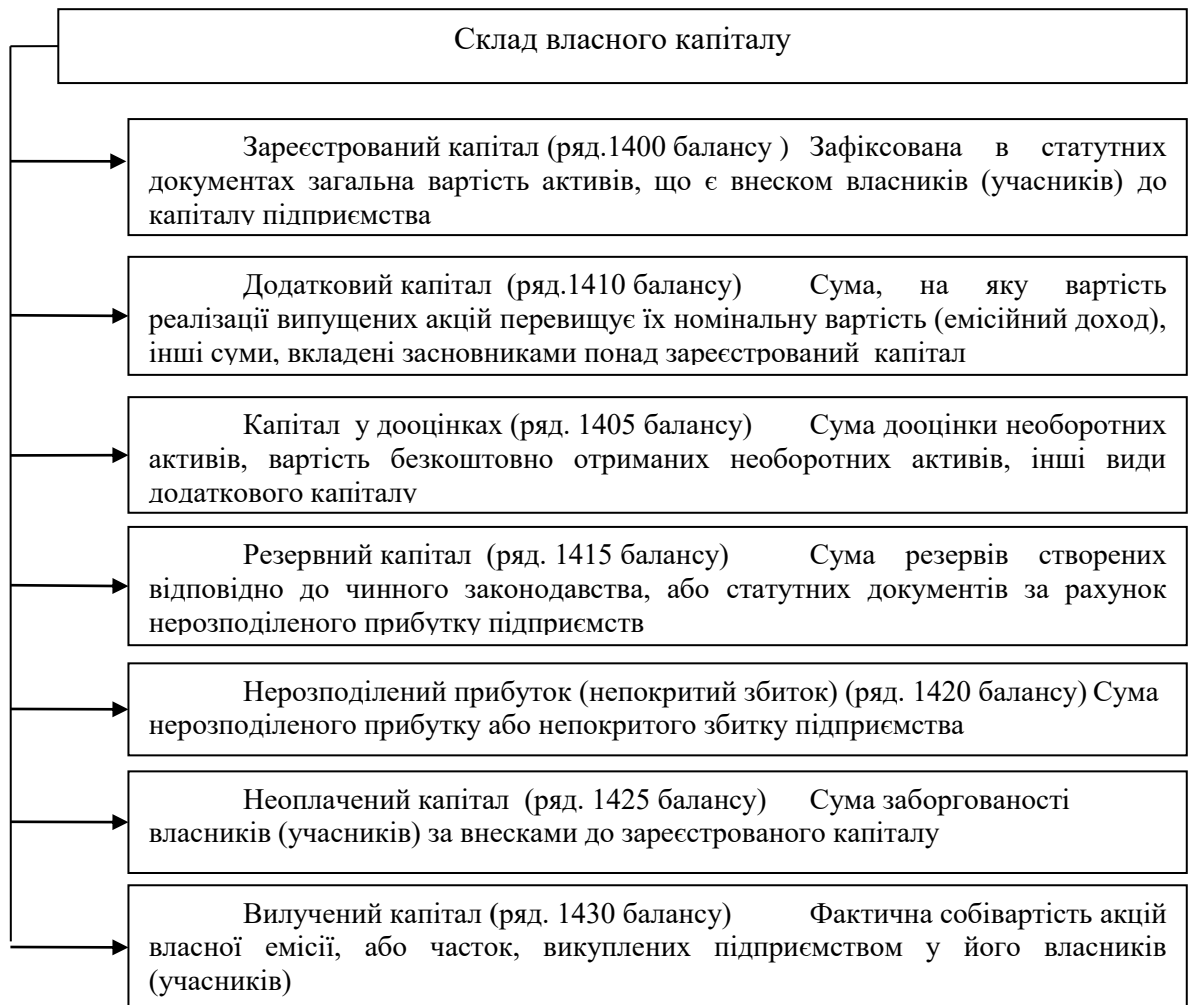 Склад власного капіталу
Зареєстрований капітал (ряд.1400 балансу ) Зафіксована в статутних
документах загальна вартість активів, що є внеском власників (учасників) до
капіталу підприємства
Додатковий капітал (ряд.1410 балансу) Сума, на яку вартість
реалізації випущених акцій перевищує їх номінальну вартість (емісійний доход),
інші суми, вкладені засновниками понад зареєстрований капітал
Капітал у дооцінках (ряд. 1405 балансу) Сума дооцінки необоротних
активів, вартість безкоштовно отриманих необоротних активів, інші види
додаткового капіталу
Резервний капітал (ряд. 1415 балансу) Сума резервів створених
відповідно до чинного законодавства, або статутних документів за рахунок
нерозподіленого прибутку підприємств
Нерозподілений прибуток (непокритий збиток) (ряд. 1420 балансу) Сума
нерозподіленого прибутку або непокритого збитку підприємства
Неоплачений капітал (ряд. 1425 балансу) Сума заборгованості
власників (учасників) за внесками до зареєстрованого капіталу
Вилучений капітал (ряд. 1430 балансу) Фактична собівартість акцій
власної емісії, або часток, викуплених підприємством у його власників
(учасників)